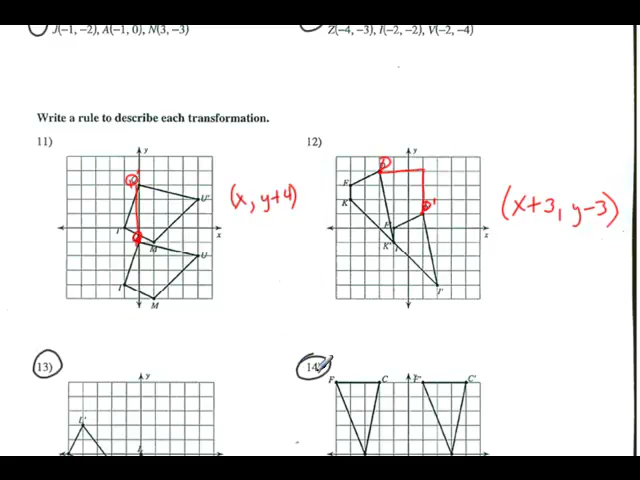 J(−1, −2), A(−1, 0), N(3, −3)
Z(−4, −3), I(−2, −2), V(−2, −4)
Write a rule to describe each transformation.
11)
12)
y
Q'
U'
I'
x
M'
Q
U
I
M
(x, y+4)
y
D
F
K
D'
F'
x
K'
I
I'
(x+3, y−3)
13)
y
U'
14)
F
C
F'
C'